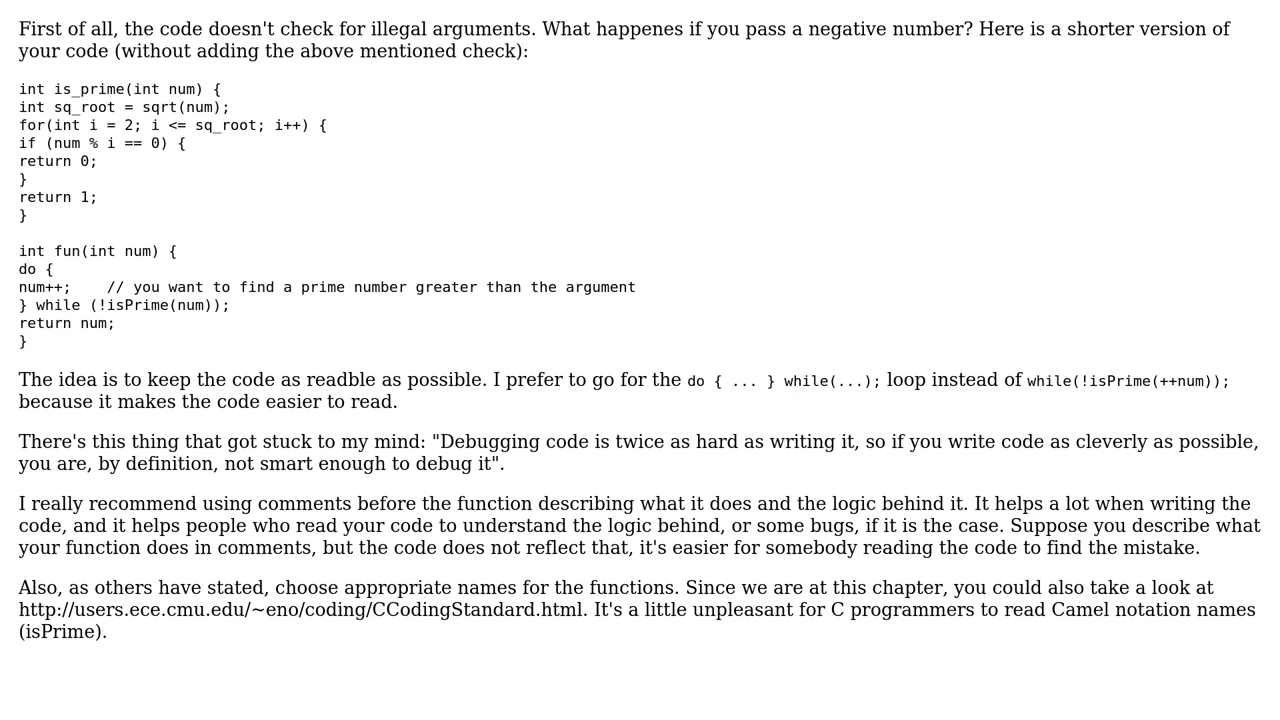 First of all, the code doesn't check for illegal arguments. What happenes if you pass a negative number? Here is a shorter version of
your code (without adding the above mentioned check):
int is_prime(int num) {
int sq_root = sqrt(num);
for(int i = 2; i <= sq_root; i++) {
if (num % i == 0) {
return 0;
}
return 1;
}
int fun(int num) {
do {
num++;    // you want to find a prime number greater than the argument
} while (!isPrime(num));
return num;
}
The idea is to keep the code as readble as possible. I prefer to go for the do { ... } while(...); loop instead of while(!isPrime(++num));
because it makes the code easier to read.
There's this thing that got stuck to my mind: "Debugging code is twice as hard as writing it, so if you write code as cleverly as possible,
you are, by definition, not smart enough to debug it".
I really recommend using comments before the function describing what it does and the logic behind it. It helps a lot when writing the
code, and it helps people who read your code to understand the logic behind, or some bugs, if it is the case. Suppose you describe what
your function does in comments, but the code does not reflect that, it's easier for somebody reading the code to find the mistake.
Also, as others have stated, choose appropriate names for the functions. Since we are at this chapter, you could also take a look at
http://users.ece.cmu.edu/~eno/coding/CCodingStandard.html. It's a little unpleasant for C programmers to read Camel notation names
(isPrime).